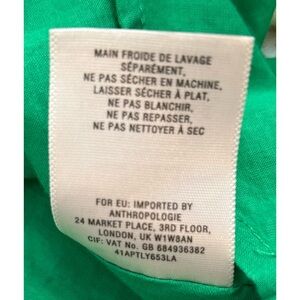 MAIN FROIDE DE LAVAGE
SÉPARÉMENT,
NE PAS SÉCHER EN MACHINE,
LAISSER SÉCHER À PLAT,
NE PAS BLANCHIR,
NE PAS REPASSER,
NE PAS NETTOYER À SEC
FOR EU: IMPORTED BY
ANTHROPOLOGIE
24 MARKET PLACE, 3RD FLOOR,
LONDON, UK W1W8AN
CIF: VAT No. GB 684936382
41APTLY653LA